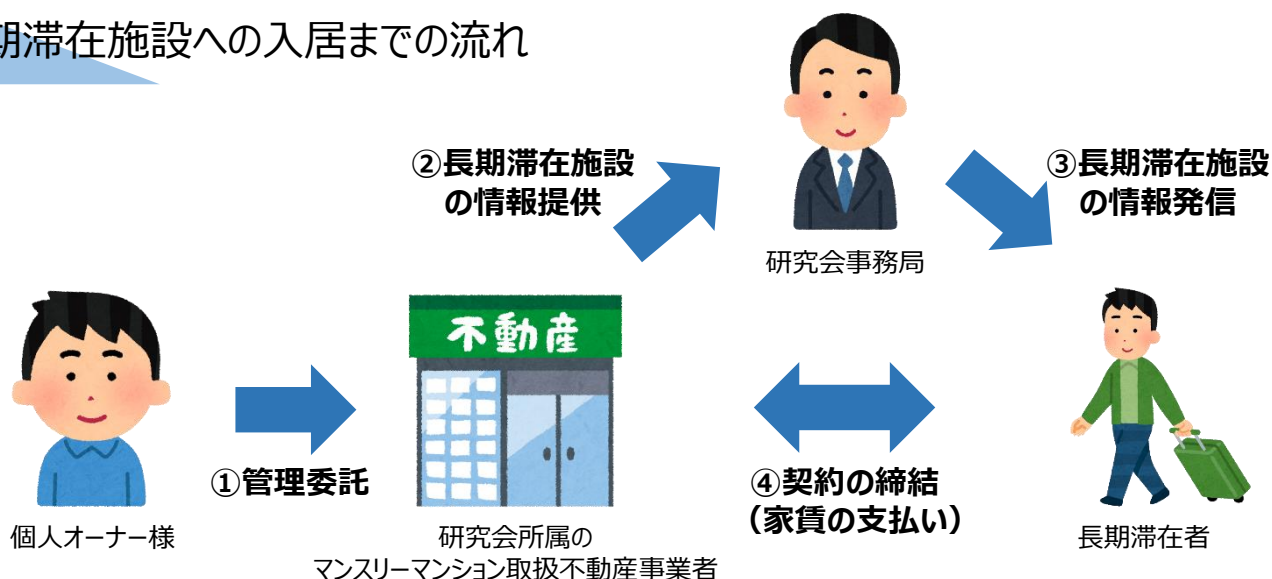 期滞在施設への入居までの流れ
②長期滞在施設
の情報提供
③長期滞在施設
の情報発信
研究会事務局
不動産
①管理委託
④契約の締結
（家賃の支払い）
個人オーナー様
研究会所属の
マンスリーマンション取扱不動産事業者
長期滞在者